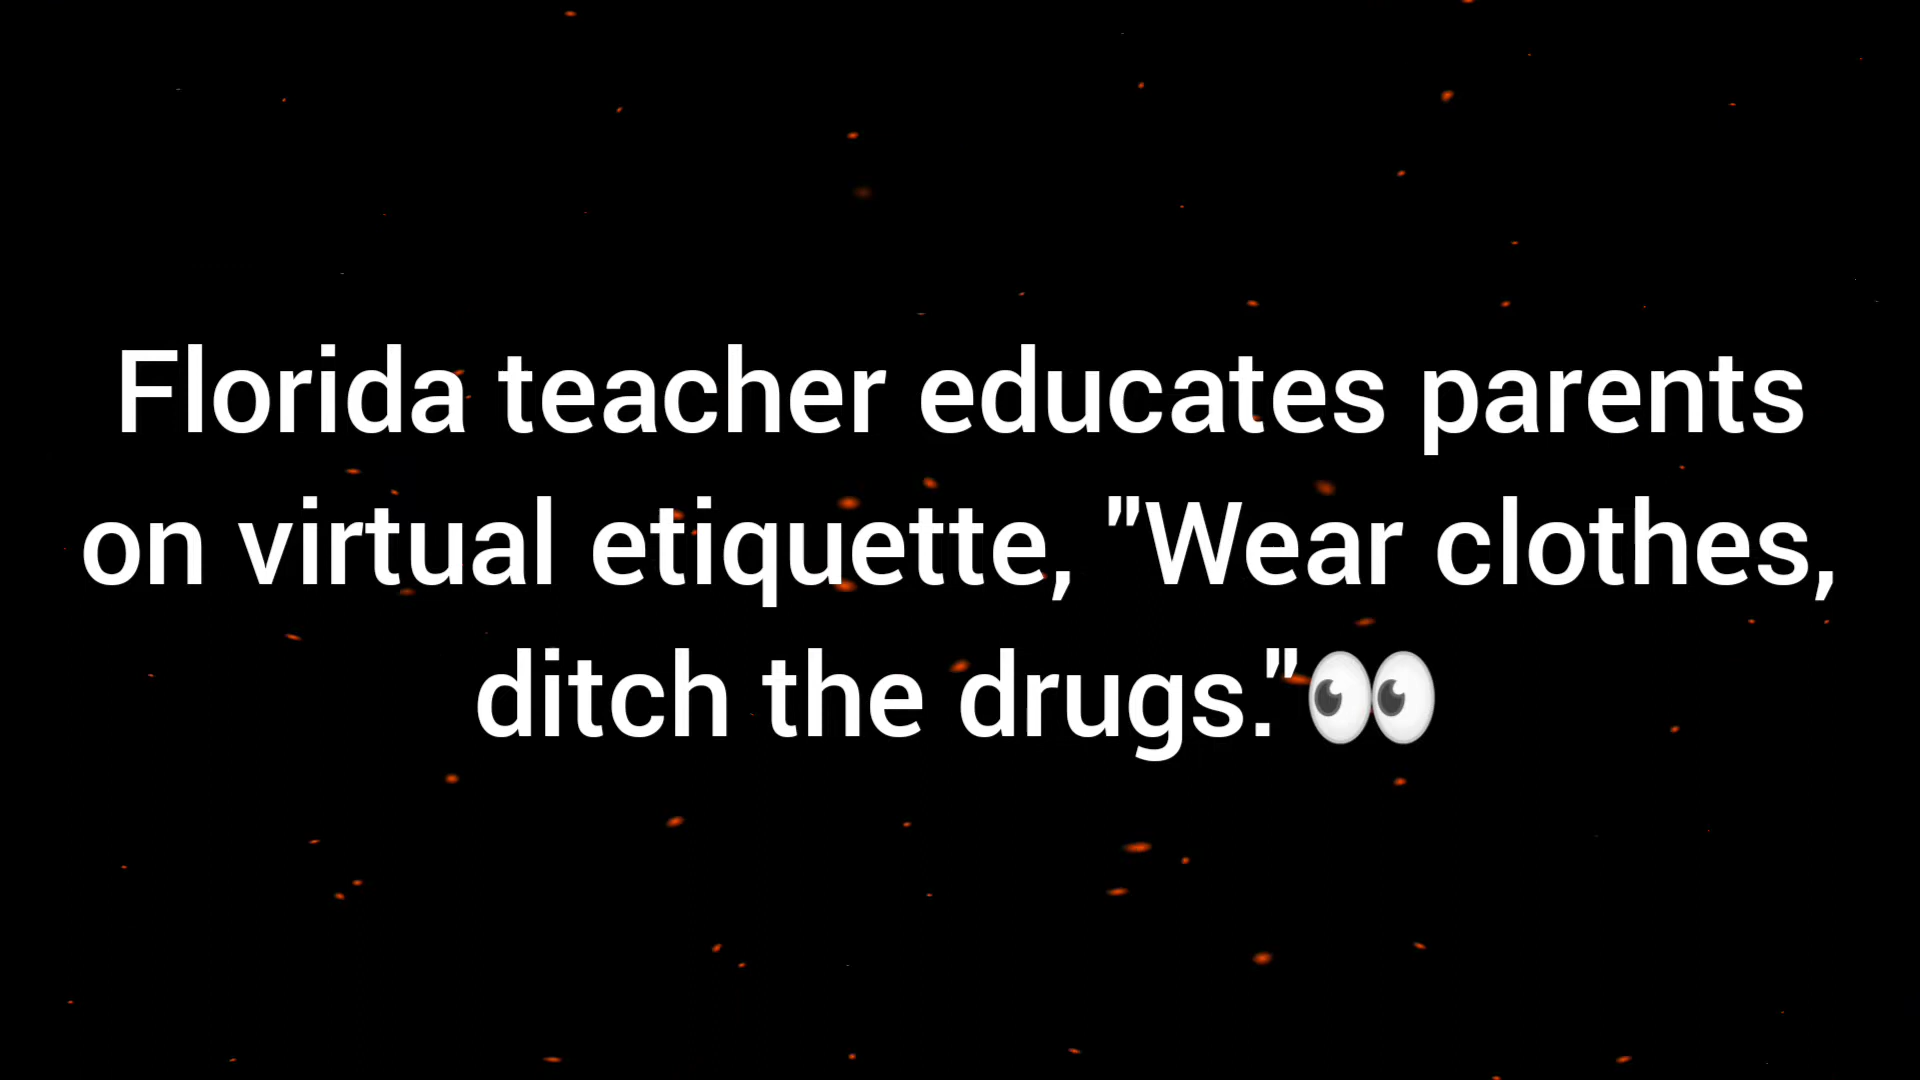 Florida teacher educates parents
on virtual etiquette, "Wear clothes,
ditch the drugs."👀